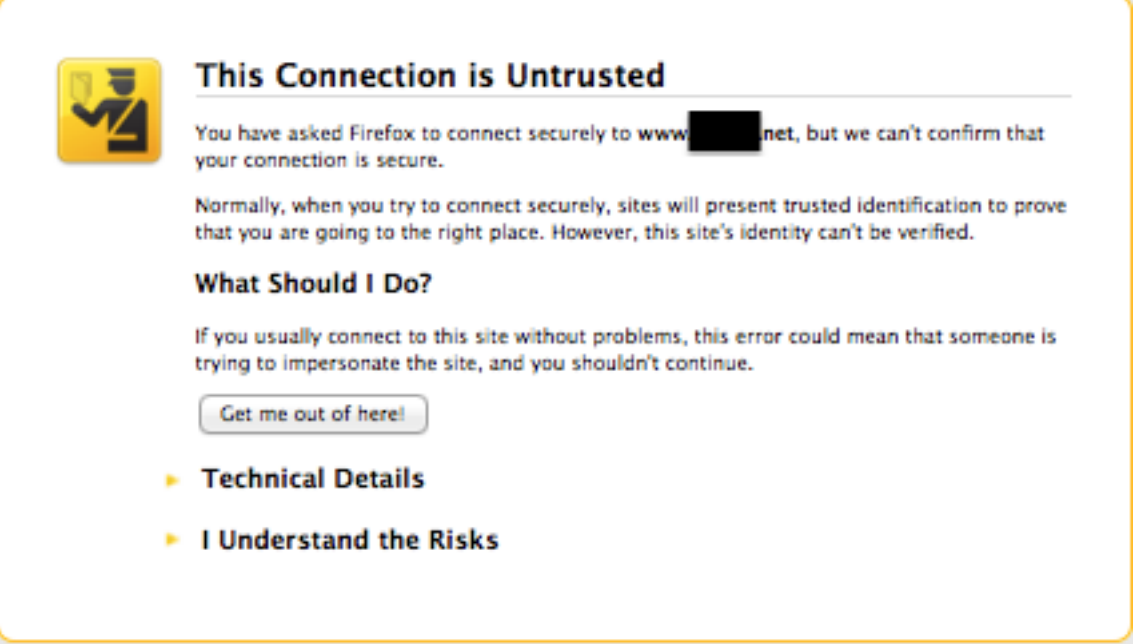 This Connection is Untrusted
You have asked Firefox to connect securely to www .net, but we can't confirm that
your connection is secure.
Normally, when you try to connect securely, sites will present trusted identification to prove
that you are going to the right place. However, this site's identity can't be verified.
What Should I Do?
If you usually connect to this site without problems, this error could mean that someone is
trying to impersonate the site, and you shouldn't continue.
Get me out of here!
Technical Details
I Understand the Risks